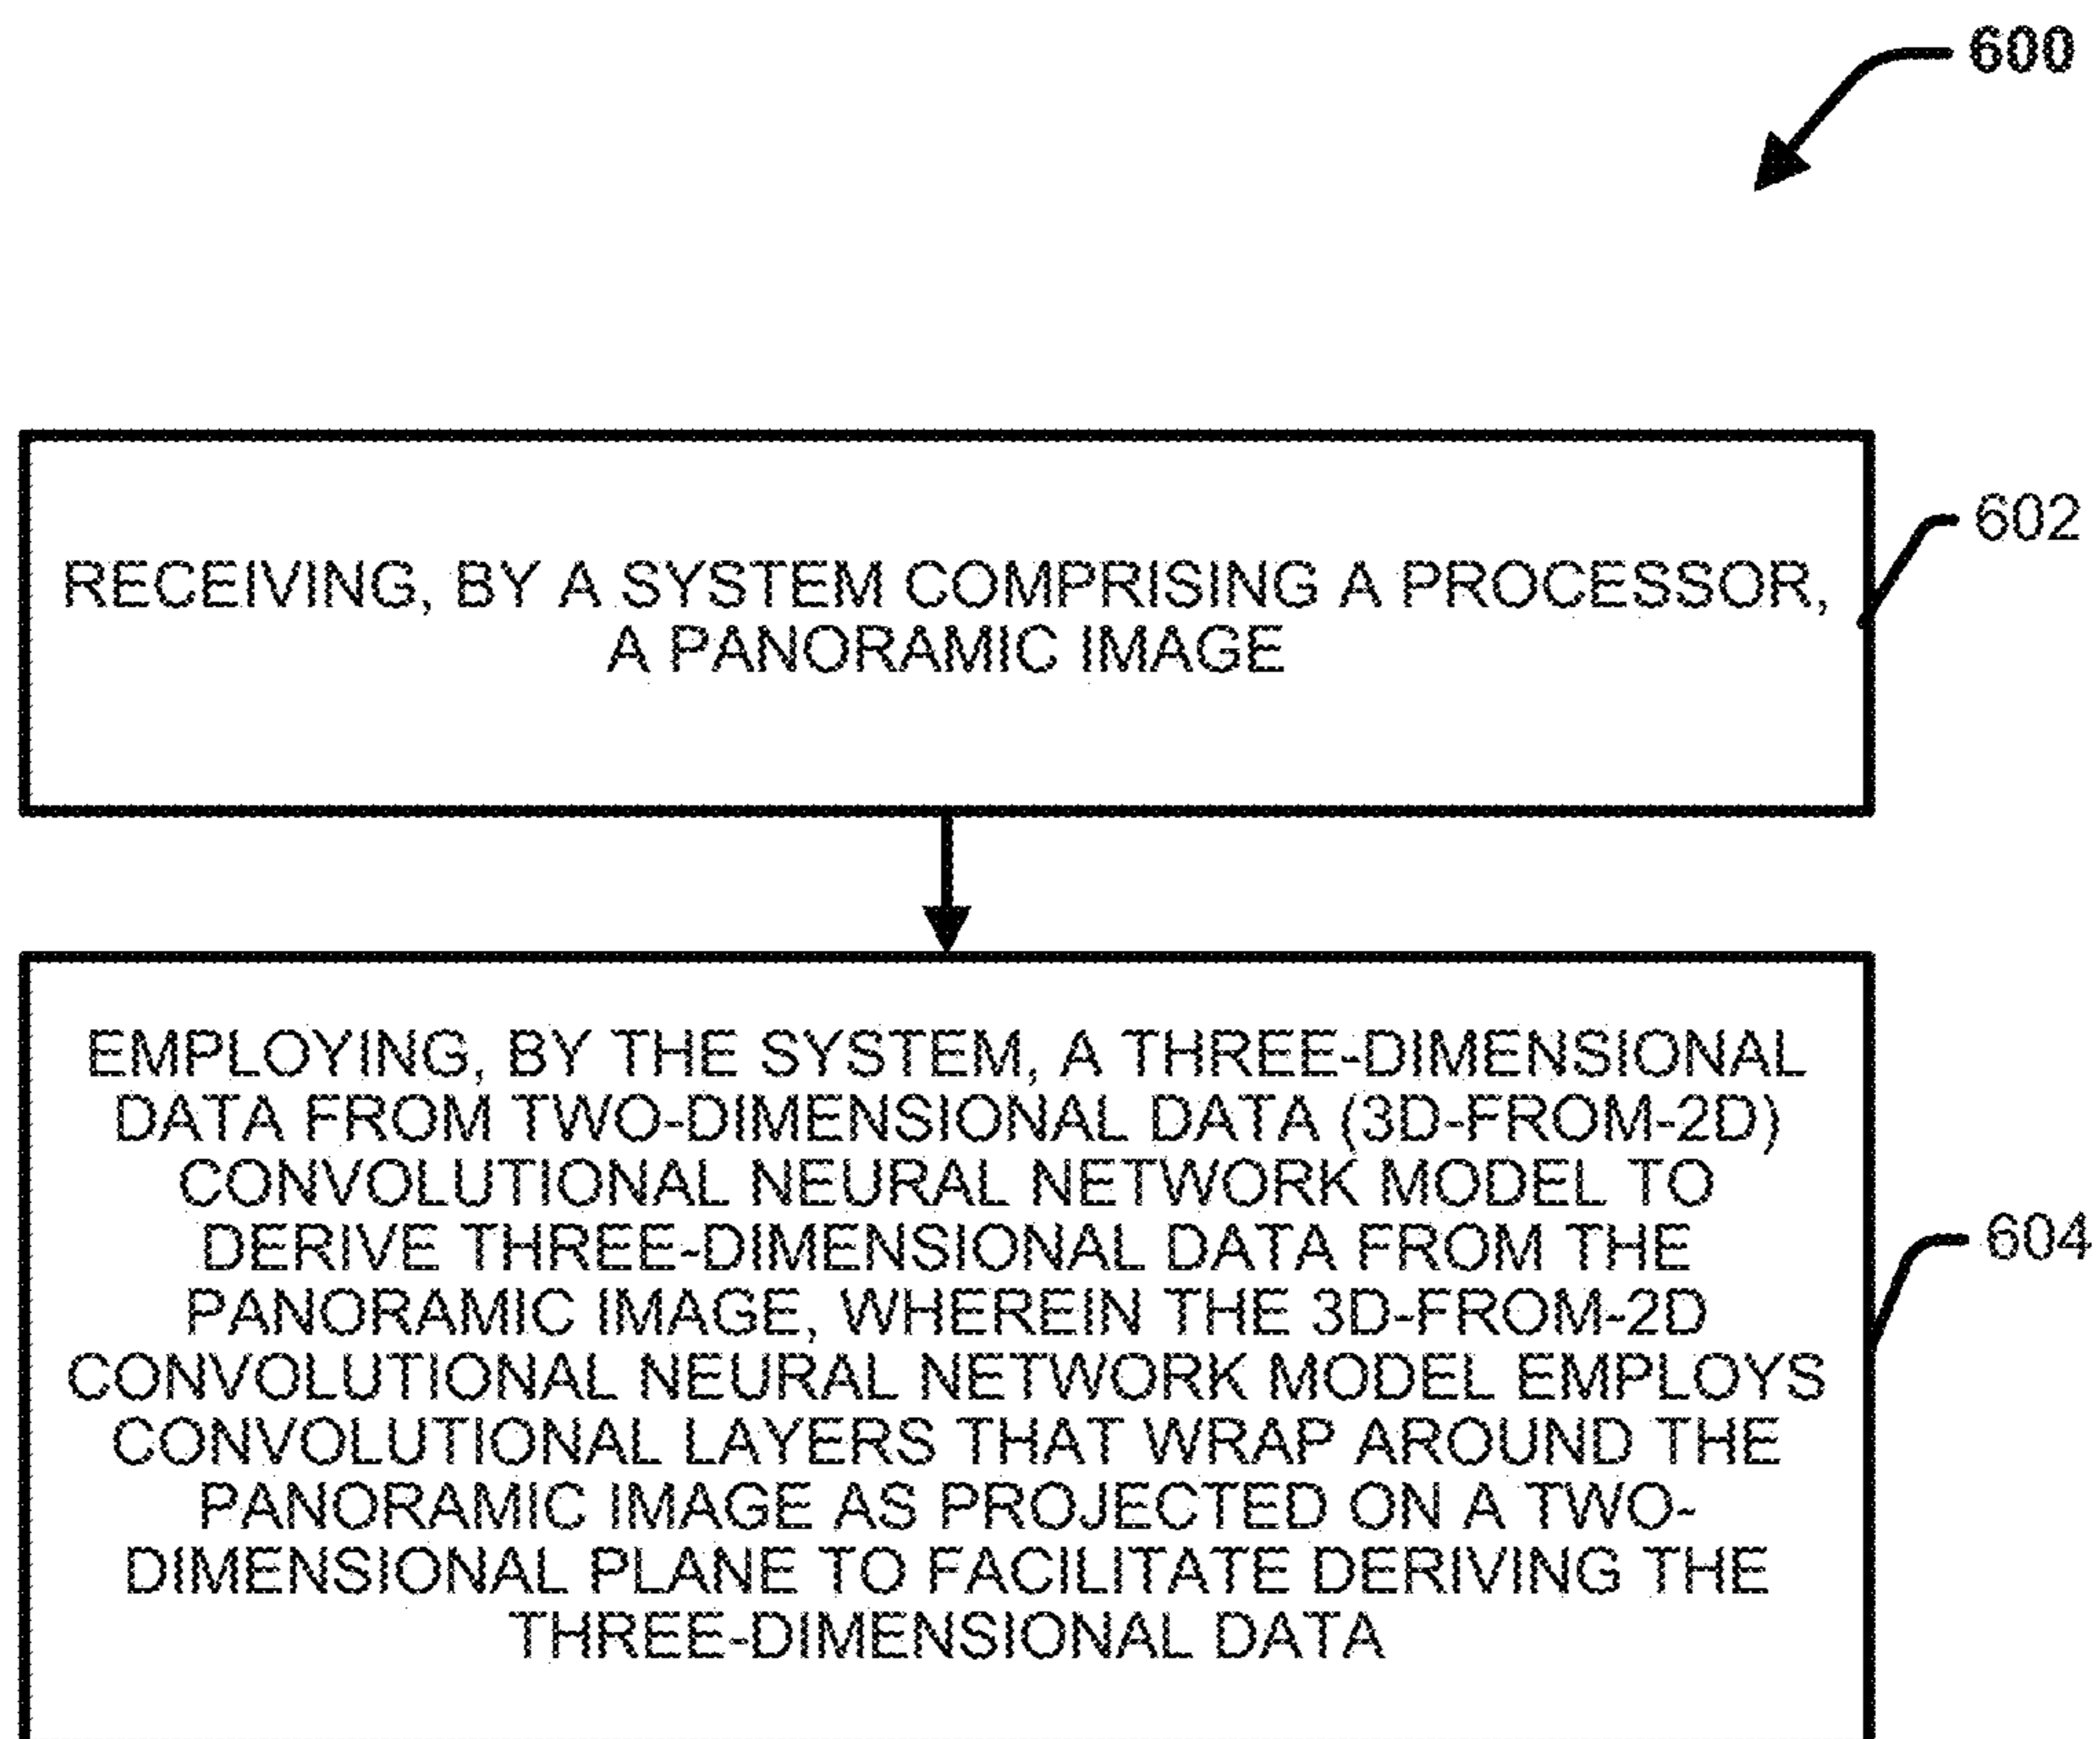 600
602
RECEIVING, BY A SYSTEM COMPRISING A PROCESSOR,
A PANORAMIC IMAGE
EMPLOYING, BY THE SYSTEM, A THREE-DIMENSIONAL
DATA FROM TWO-DIMENSIONAL DATA (3D-FROM-2D)
CONVOLUTIONAL NEURAL NETWORK MODEL TO
DERIVE THREE-DIMENSIONAL DATA FROM THE
PANORAMIC IMAGE, WHEREIN THE 3D-FROM-2D
CONVOLUTIONAL NEURAL NETWORK MODEL EMPLOYS
CONVOLUTIONAL LAYERS THAT WRAP AROUND THE
PANORAMIC IMAGE AS PROJECTED ON A TWO-
DIMENSIONAL PLANE TO FACILITATE DERIVING THE
THREE-DIMENSIONAL DATA
604